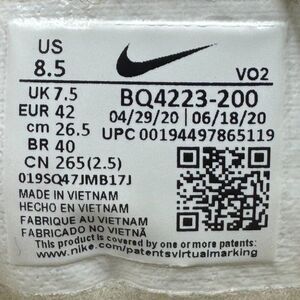 US
8.5
VO2
UK 7.5
EUR 42
cm 26.5
BR 40
CN 265(2.5)
BQ4223-200
04/29/20 | 06/18/20
UPC 00194497865119
019SQ47JMB17J
MADE IN VIETNAM
HECHO EN VIETNAM
FABRIQUE AU VIETNAM
FABRICADO NO VIETNÃ
This product may be covered by one or more patents:
www.nike.com/patentsvirtualmarking